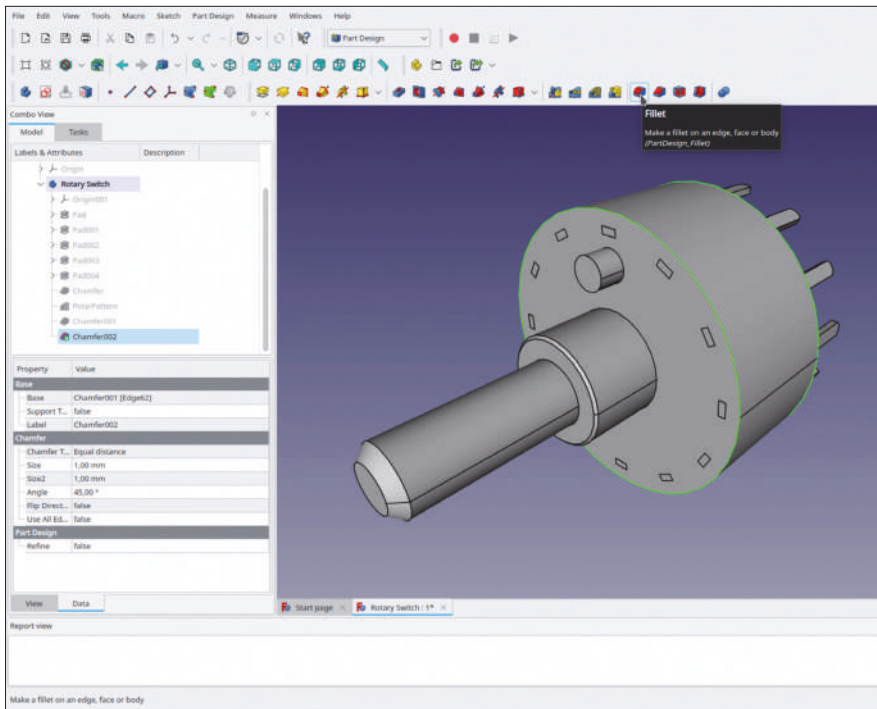 File Edit View Tools Macro Sketch Part Design Measure Windows Help
Part Design
Combo View
Model Tasks
Labels & Attributes Description
Origin
Rotary Switch
Origin001
Pad
Pad001
Pad002
Pad003
Pad004
Chamfer
PolarPattern
Chamfer001
Chamfer002
Fillet
Make a fillet on an edge, face or body
(PartDesign_Fillet)
Property Value
Base
Base Chamfer001 [Edge62]
Support T... false
Label Chamfer002
Chamfer
Chamfer T... Equal distance
Size 1,00 mm
Size2 1,00 mm
Angle 45,00 °
Flip Direct... false
Use All Ed... false
Part Design
Refine false
View Data
Start page Rotary Switch : 1*
Report view
Make a fillet on an edge, face or body